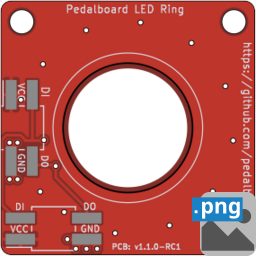 Pedalboard LED Ring
VCC
DI
https://github.com/pedalb
GND
DO
DI
DO
VCC
GND
PCB: v1.1.0-RC1
.png